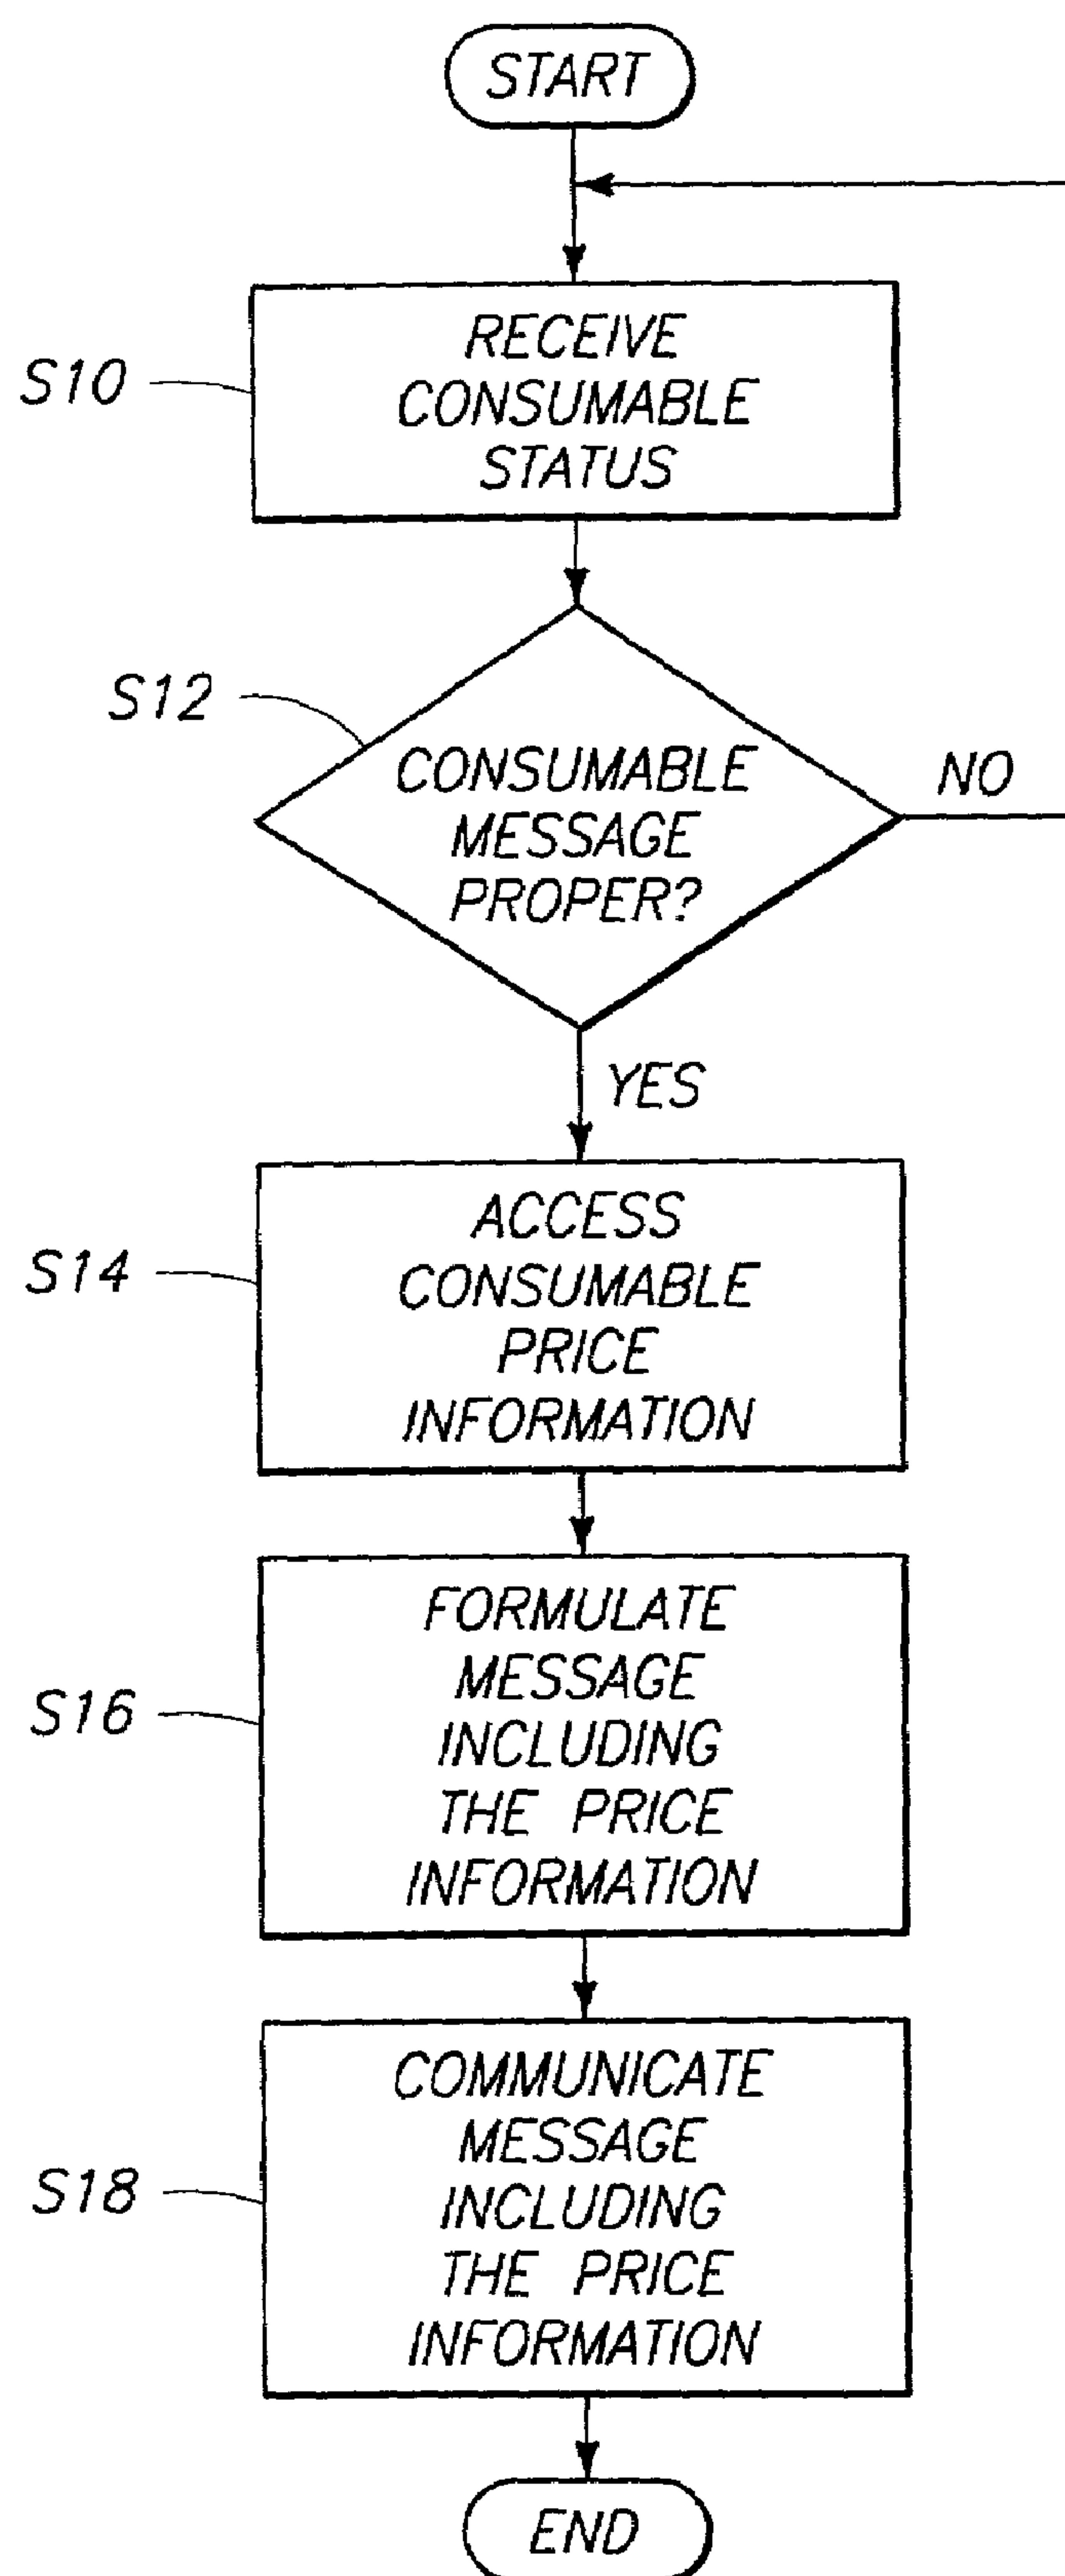 START
S10
RECEIVE
CONSUMABLE
STATUS
S12
CONSUMABLE
MESSAGE
PROPER?
NO
YES
S14
ACCESS
CONSUMABLE
PRICE
INFORMATION
S16
FORMULATE
MESSAGE
INCLUDING
THE PRICE
INFORMATION
S18
COMMUNICATE
MESSAGE
INCLUDING
THE PRICE
INFORMATION
END